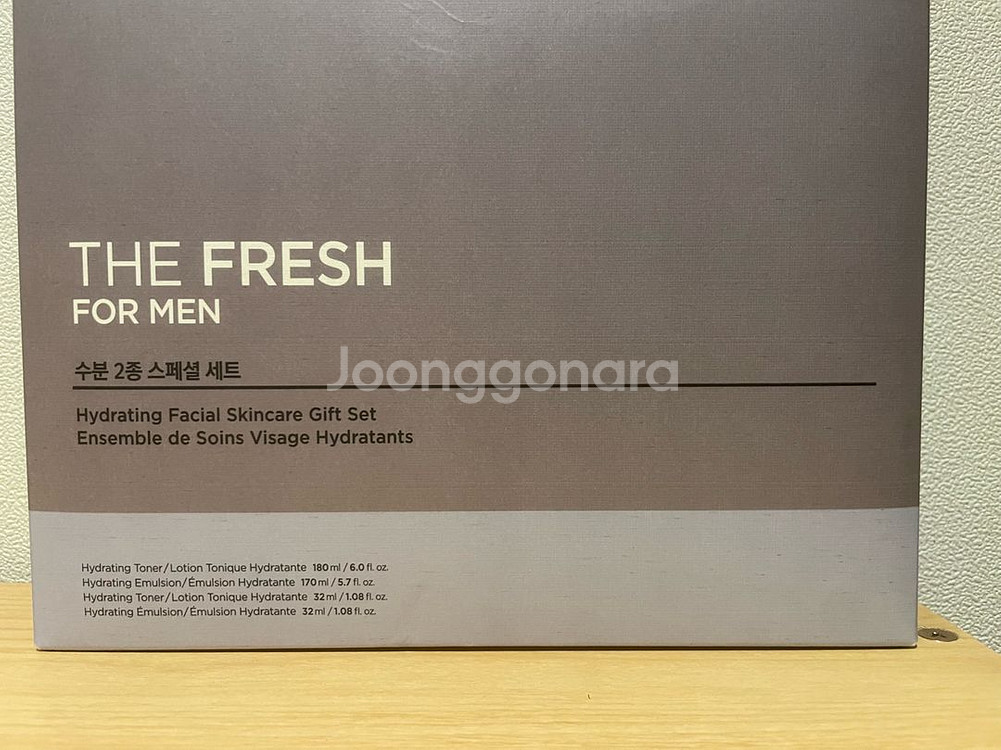 THE FRESH
FOR MEN
수분 2종 스페셜 세트
Joonggonara
Hydrating Facial Skincare Gift Set
Ensemble de Soins Visage Hydratants
Hydrating Toner/Lotion Tonique Hydratante 180 ml / 6.0 fl. oz.
Hydrating Emulsion/Émulsion Hydratante 170 ml / 5.7 fl. oz.
Hydrating Toner/Lotion Tonique Hydratante 32 ml / 1.08 fl. oz.
Hydrating Émulsion/Émulsion Hydratante 32 ml / 1.08 fl. oz.